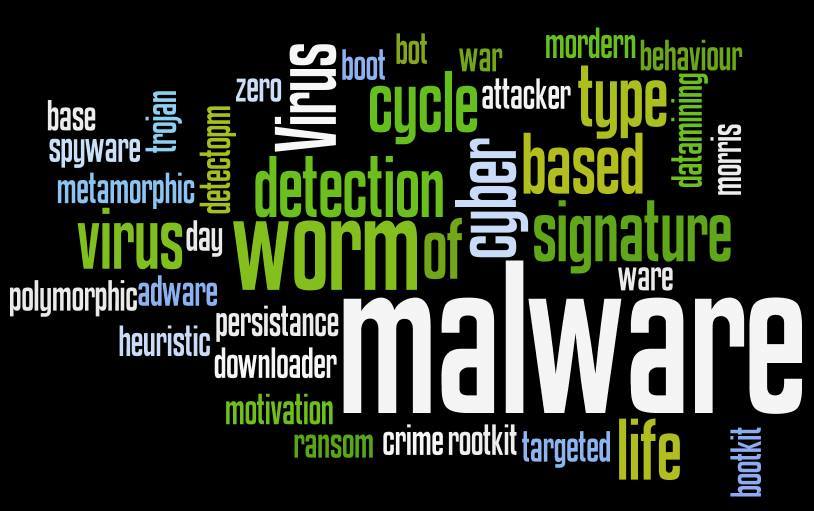 bot
mordern
boot
war
behaviour
Virus
zero
cycle
attacker
type
datamining
base
trojan
detectopm
morris
spyware
based
metamorphic
detection
cyber
virus
day
worm
of
signature
ware
polymorphic
adware
persistance
malware
heuristic
downloader
motivation
ransom
crime
rootkit
targeted
life
bootkit